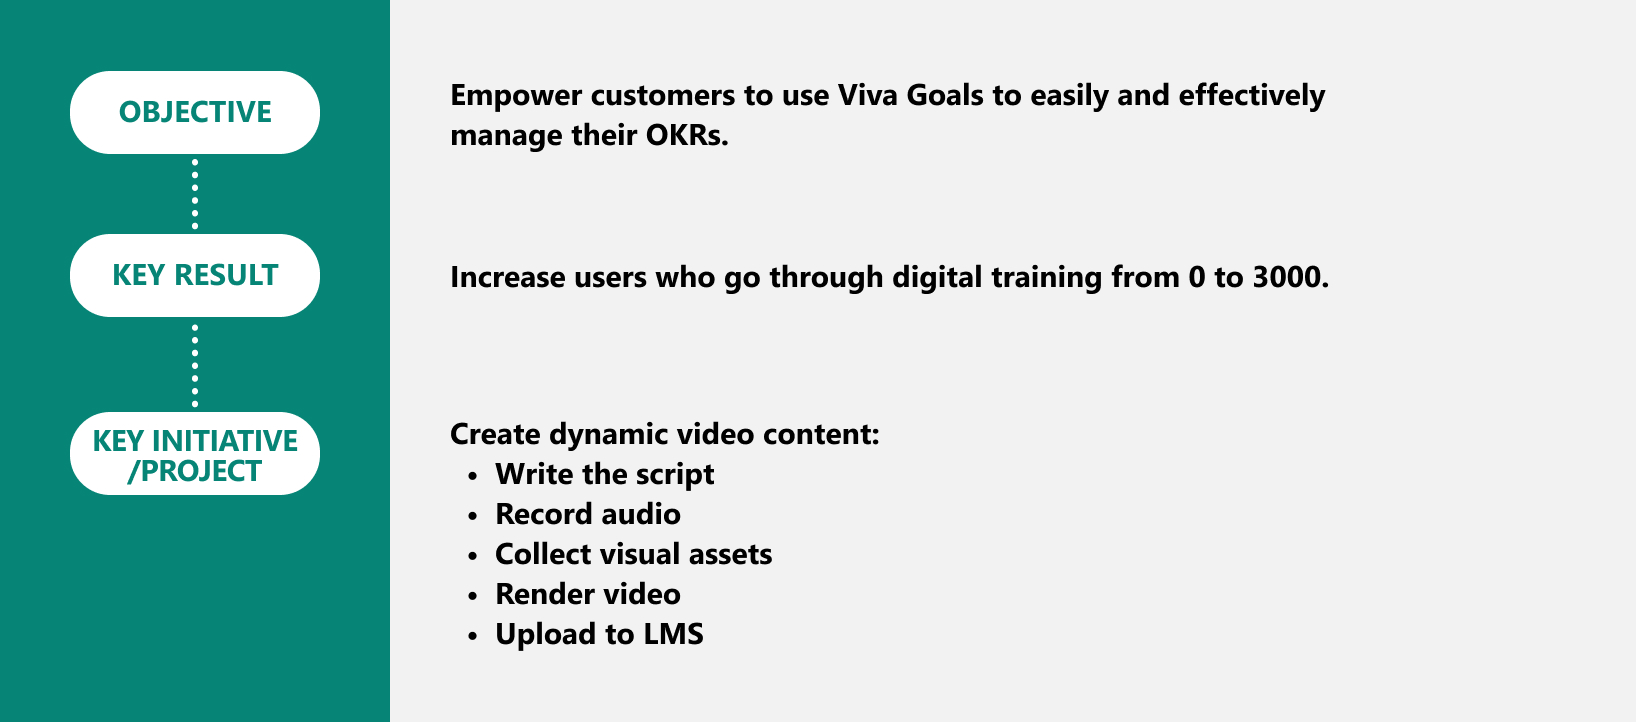 OBJECTIVE
Empower customers to use Viva Goals to easily and effectively
manage their OKRs.
KEY RESULT
Increase users who go through digital training from 0 to 3000.
KEY INITIATIVE
/PROJECT
Create dynamic video content:
• Write the script
• Record audio
• Collect visual assets
• Render video
• Upload to LMS